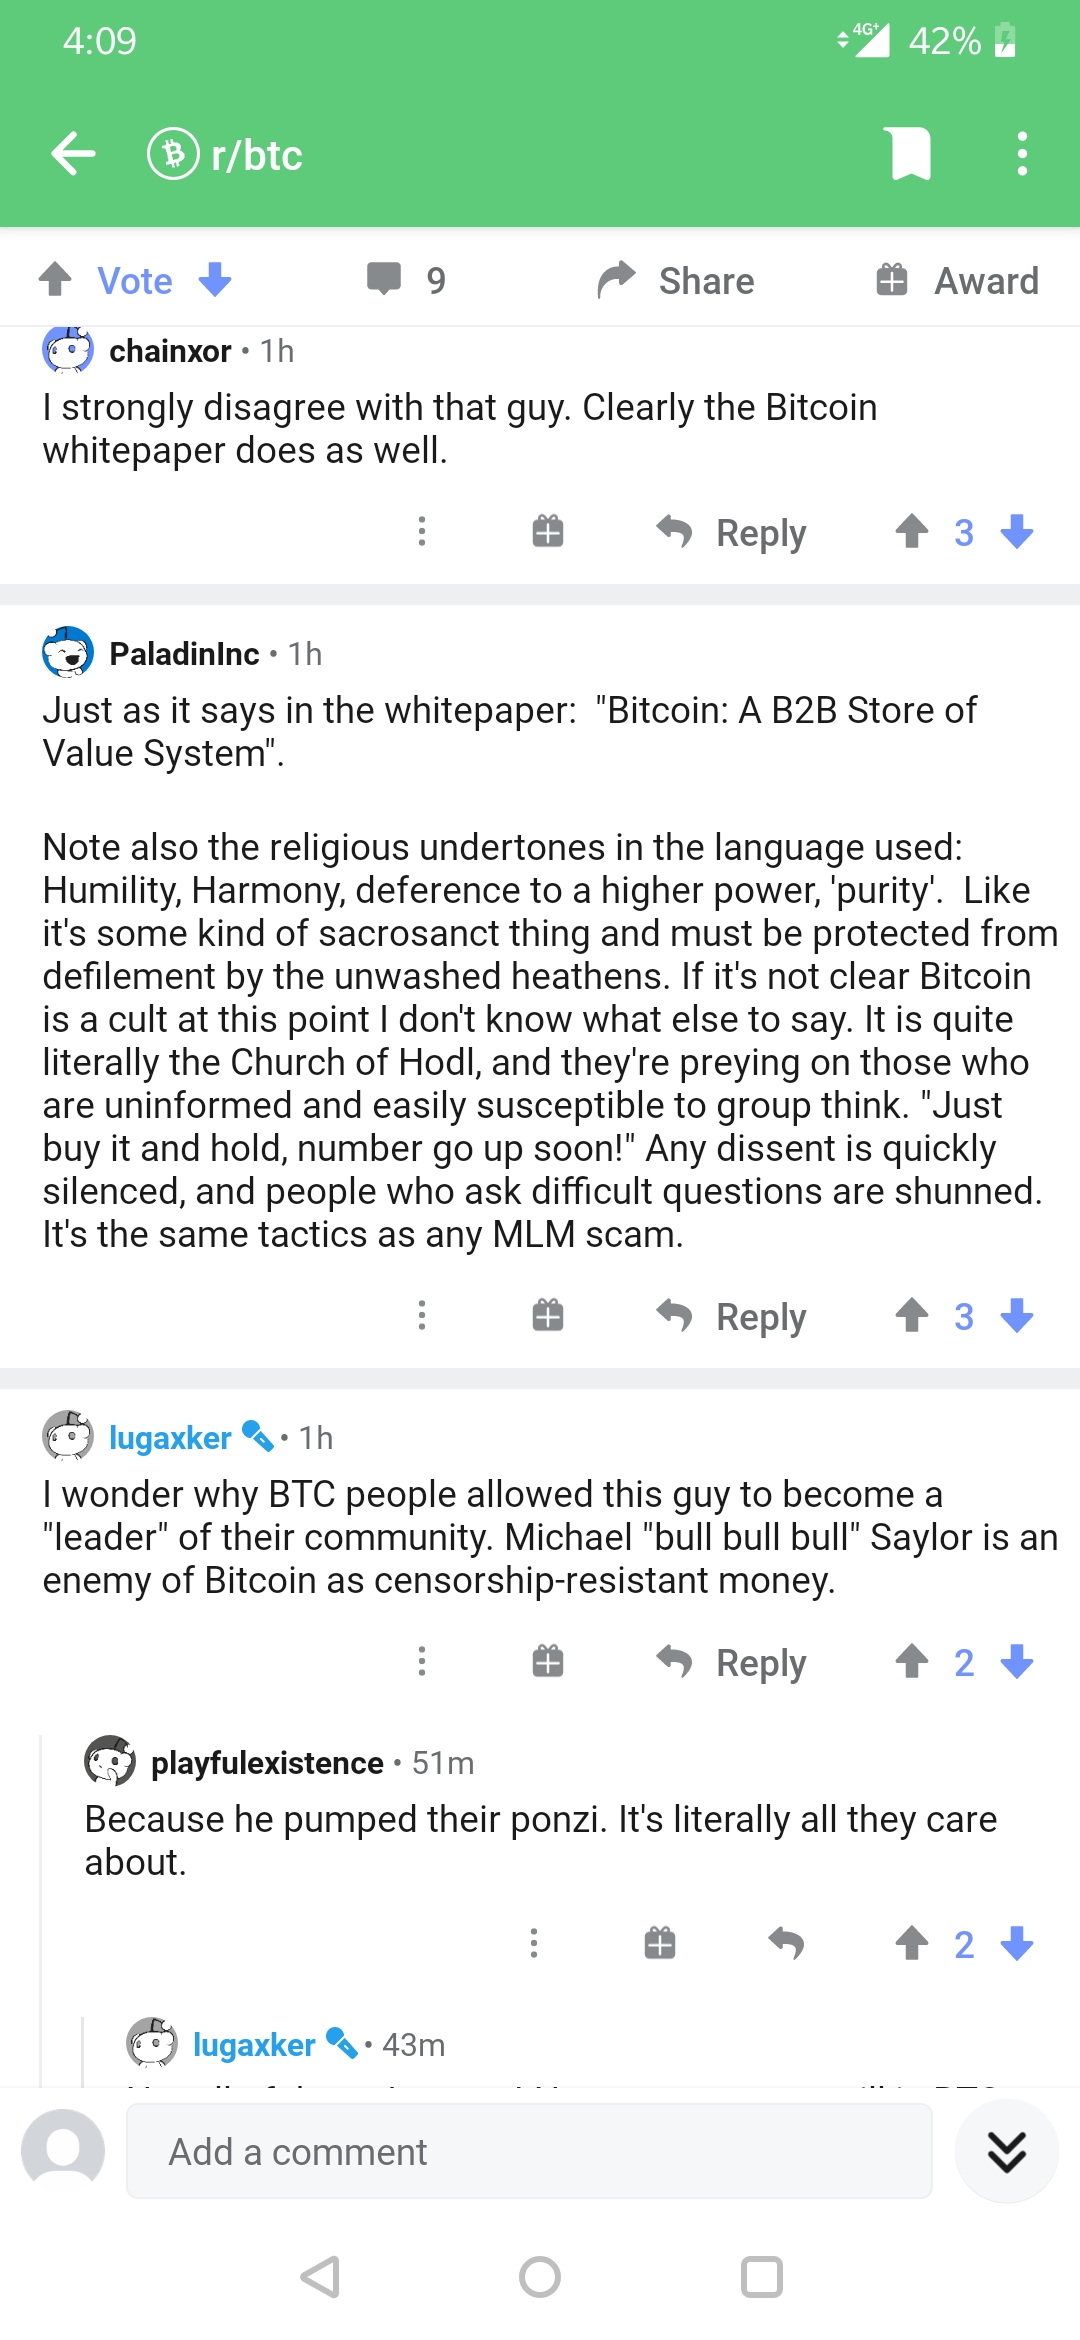 4:09
4G+ 42%
r/btc
Vote 9 Share Award
chainxor • 1h
I strongly disagree with that guy. Clearly the Bitcoin
whitepaper does as well.
Reply 3
PaladinInc • 1h
Just as it says in the whitepaper:  "Bitcoin: A B2B Store of
Value System".
Note also the religious undertones in the language used:
Humility, Harmony, deference to a higher power, 'purity'.  Like
it's some kind of sacrosanct thing and must be protected from
defilement by the unwashed heathens. If it's not clear Bitcoin
is a cult at this point I don't know what else to say. It is quite
literally the Church of Hodl, and they're preying on those who
are uninformed and easily susceptible to group think. "Just
buy it and hold, number go up soon!" Any dissent is quickly
silenced, and people who ask difficult questions are shunned.
It's the same tactics as any MLM scam.
Reply 3
lugaxker • 1h
I wonder why BTC people allowed this guy to become a
"leader" of their community. Michael "bull bull bull" Saylor is an
enemy of Bitcoin as censorship-resistant money.
Reply 2
playfulexistence • 51m
Because he pumped their ponzi. It's literally all they care
about.
2
lugaxker • 43m
Add a comment